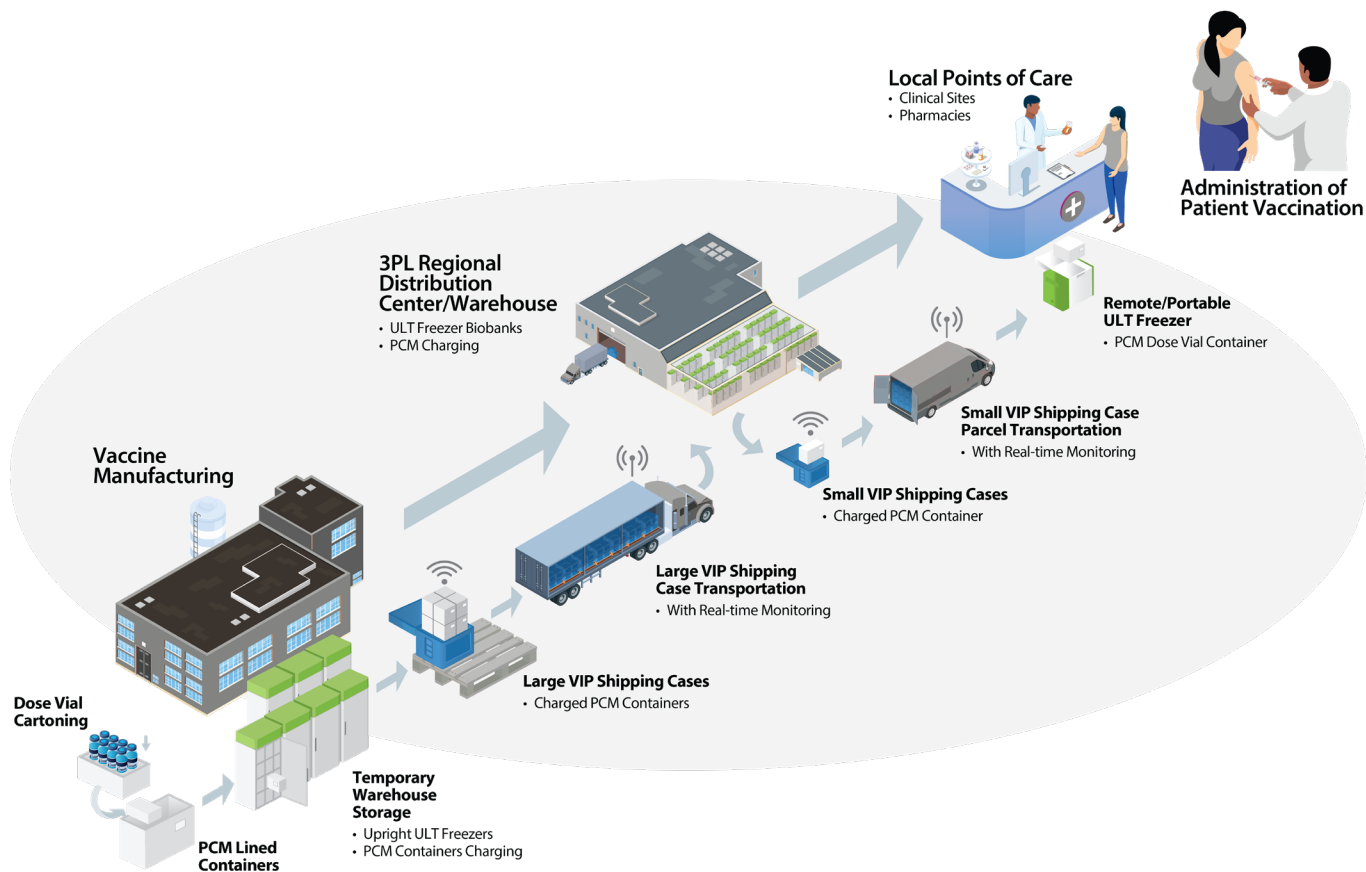 Local Points of Care
• Clinical Sites
• Pharmacies
Administration of
Patient Vaccination
3PL Regional
Distribution
Center/Warehouse
• ULT Freezer Biobanks
• PCM Charging
Remote/Portable
ULT Freezer
• PCM Dose Vial Container
Small VIP Shipping Case
Parcel Transportation
• With Real-time Monitoring
Vaccine
Manufacturing
Small VIP Shipping Cases
• Charged PCM Container
Large VIP Shipping
Case Transportation
• With Real-time Monitoring
Large VIP Shipping Cases
• Charged PCM Containers
Dose Vial
Cartoning
Temporary
Warehouse
Storage
• Upright ULT Freezers
• PCM Containers Charging
PCM Lined
Containers